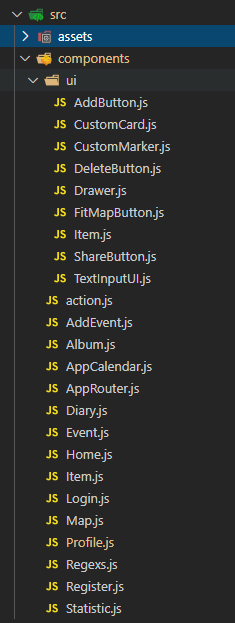 src
assets
components
ui
JS AddButton.js
JS CustomCard.js
JS CustomMarker.js
JS DeleteButton.js
JS Drawer.js
JS FitMapButton.js
JS Item.js
JS ShareButton.js
JS TextInputUI.js
JS action.js
JS AddEvent.js
JS Album.js
JS AppCalendar.js
JS AppRouter.js
JS Diary.js
JS Event.js
JS Home.js
JS Item.js
JS Login.js
JS Map.js
JS Profile.js
JS Regexs.js
JS Register.js
JS Statistic.js